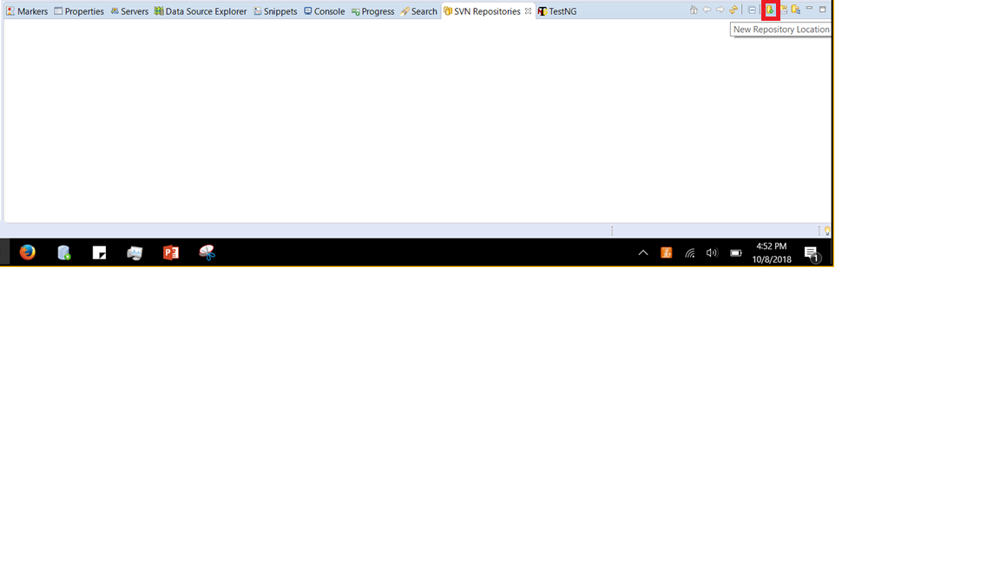 Markers Properties Servers Data Source Explorer Snippets Console Progress Search SVN Repositories TestNG
New Repository Location
4:52 PM
10/8/2018
1